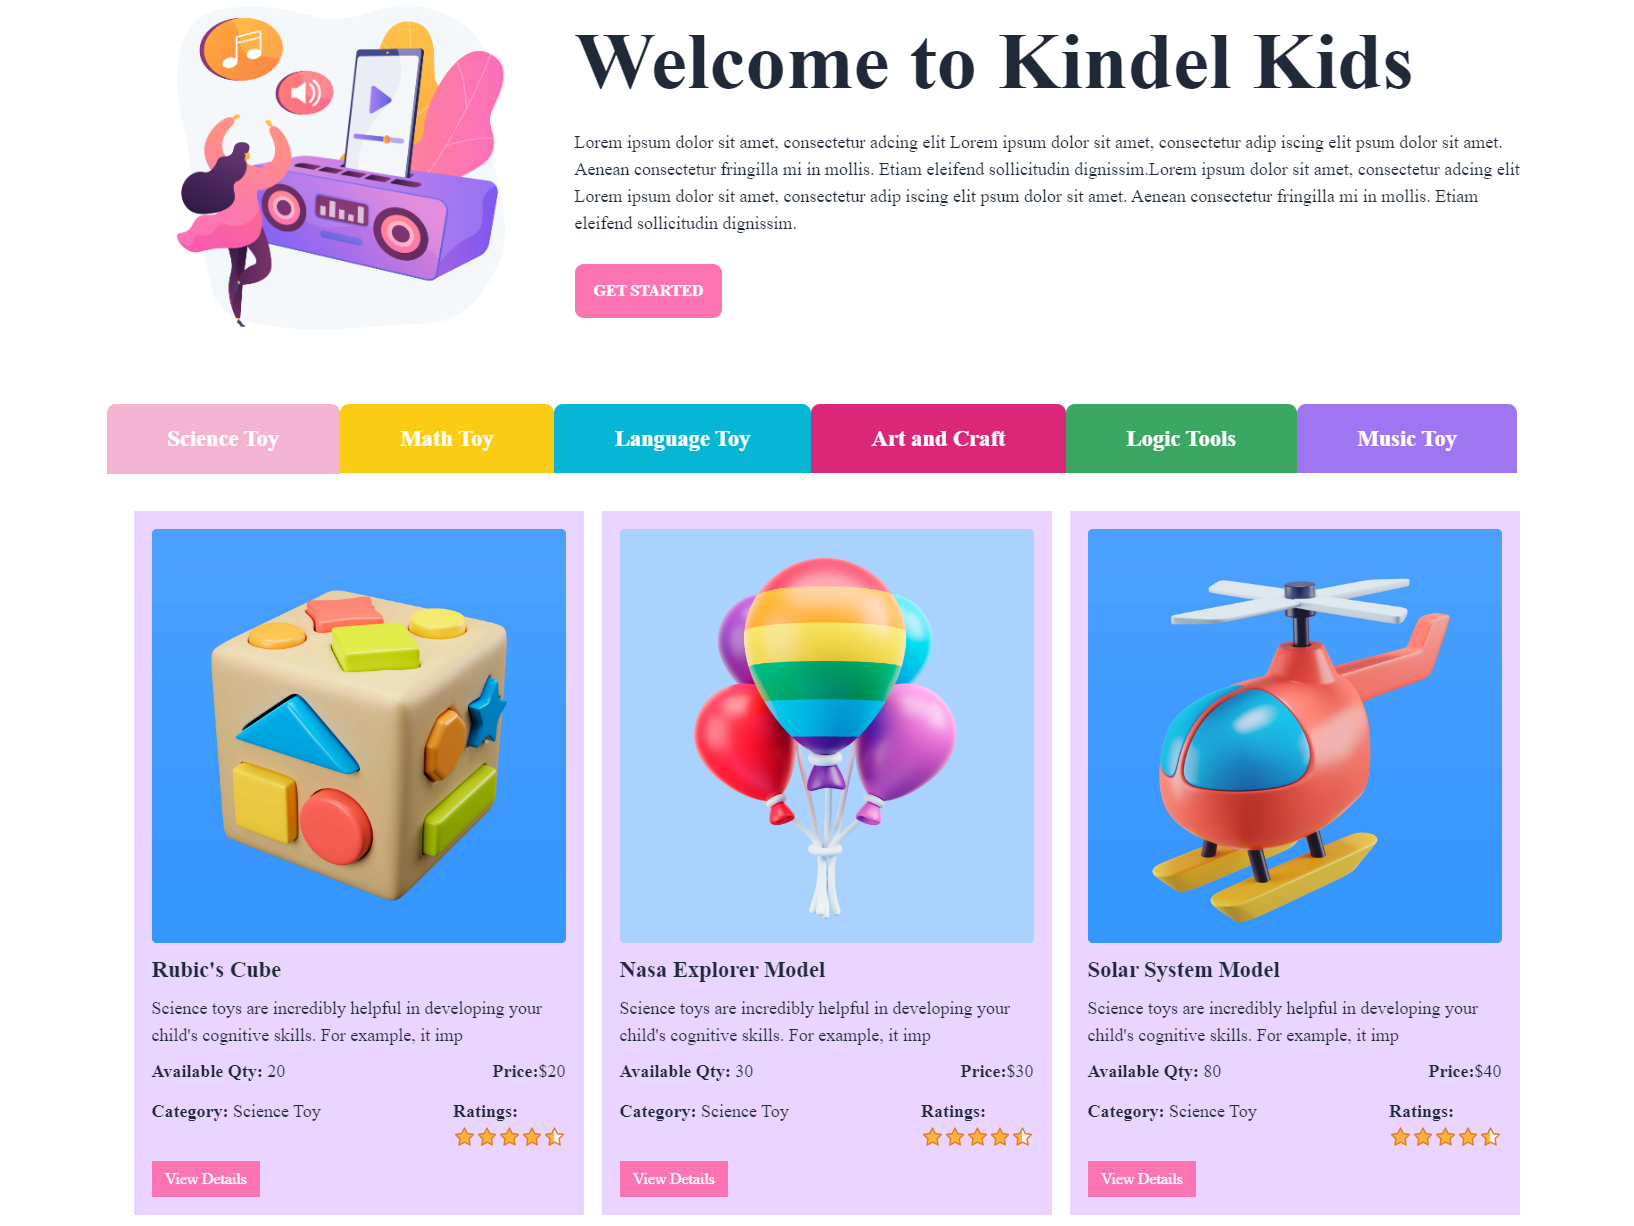 Welcome to Kindel Kids
Lorem ipsum dolor sit amet, consectetur adcing elit Lorem ipsum dolor sit amet, consectetur adip iscing elit psum dolor sit amet.
Aenean consectetur fringilla mi in mollis. Etiam eleifend sollicitudin dignissim.Lorem ipsum dolor sit amet, consectetur adcing elit
Lorem ipsum dolor sit amet, consectetur adip iscing elit psum dolor sit amet. Aenean consectetur fringilla mi in mollis. Etiam
eleifend sollicitudin dignissim.
GET STARTED
Science Toy
Math Toy
Language Toy
Art and Craft
Logic Tools
Music Toy
Rubic's Cube
Science toys are incredibly helpful in developing your
child's cognitive skills. For example, it imp
Available Qty: 20
Price:$20
Category: Science Toy
Ratings:
View Details
Nasa Explorer Model
Science toys are incredibly helpful in developing your
child's cognitive skills. For example, it imp
Available Qty: 30
Price:$30
Category: Science Toy
Ratings:
View Details
Solar System Model
Science toys are incredibly helpful in developing your
child's cognitive skills. For example, it imp
Available Qty: 80
Price:$40
Category: Science Toy
Ratings:
View Details